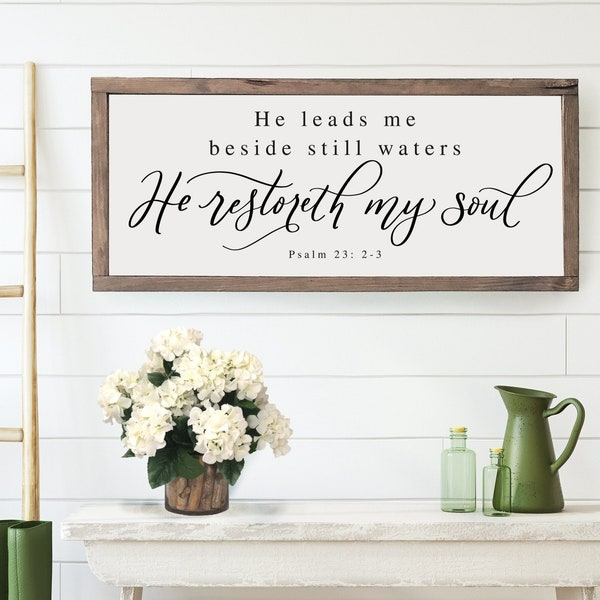 He leads me
beside still waters
He restoreth my soul
Psalm 23: 2-3